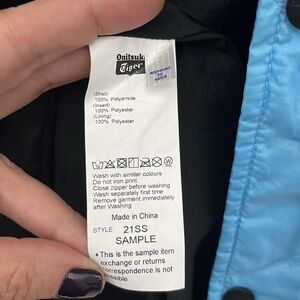 Onitsuka
Tiger
(Shell)
100% Polyamide
(Insert)
100% Polyester
(Lining)
100% Polyester
Wash with similar colours
Do not iron print
Close zipper before washing
Wash separately first time
Remove garment immediately
after Washing
Made in China
STYLE 21SS
SAMPLE
• This is the sample item
exchange or returns
correspondence is not